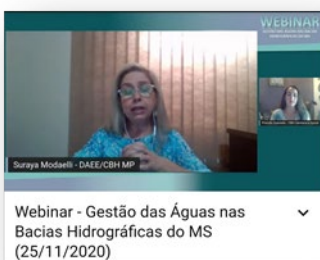 WEBINAR
Suraya Modaelli - DAEE/CBH MP
Webinar - Gestão das Águas nas
Bacias Hidrográficas do MS
(25/11/2020)